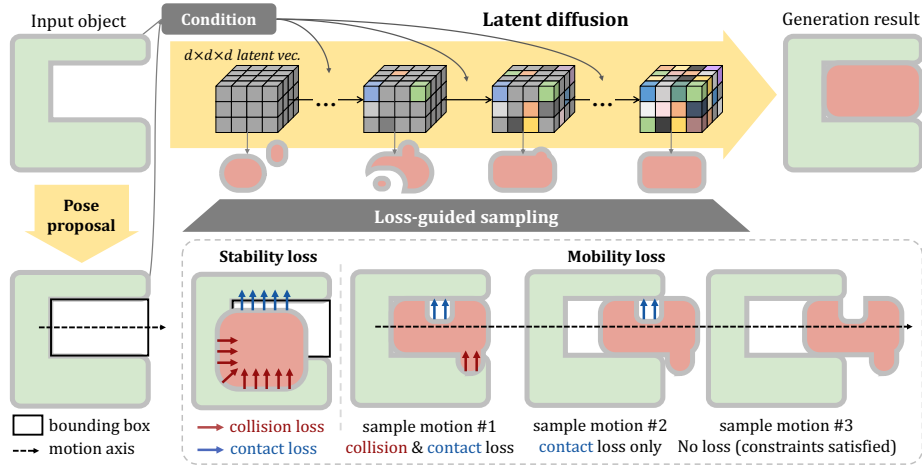 Input object
Condition
Latent diffusion
Generation result
d×d×d latent vec.
...
...
Pose
proposal
Loss-guided sampling
Stability loss
Mobility loss
bounding box
motion axis
collision loss
contact loss
sample motion #1
collision & contact loss
sample motion #2
contact loss only
sample motion #3
No loss (constraints satisfied)